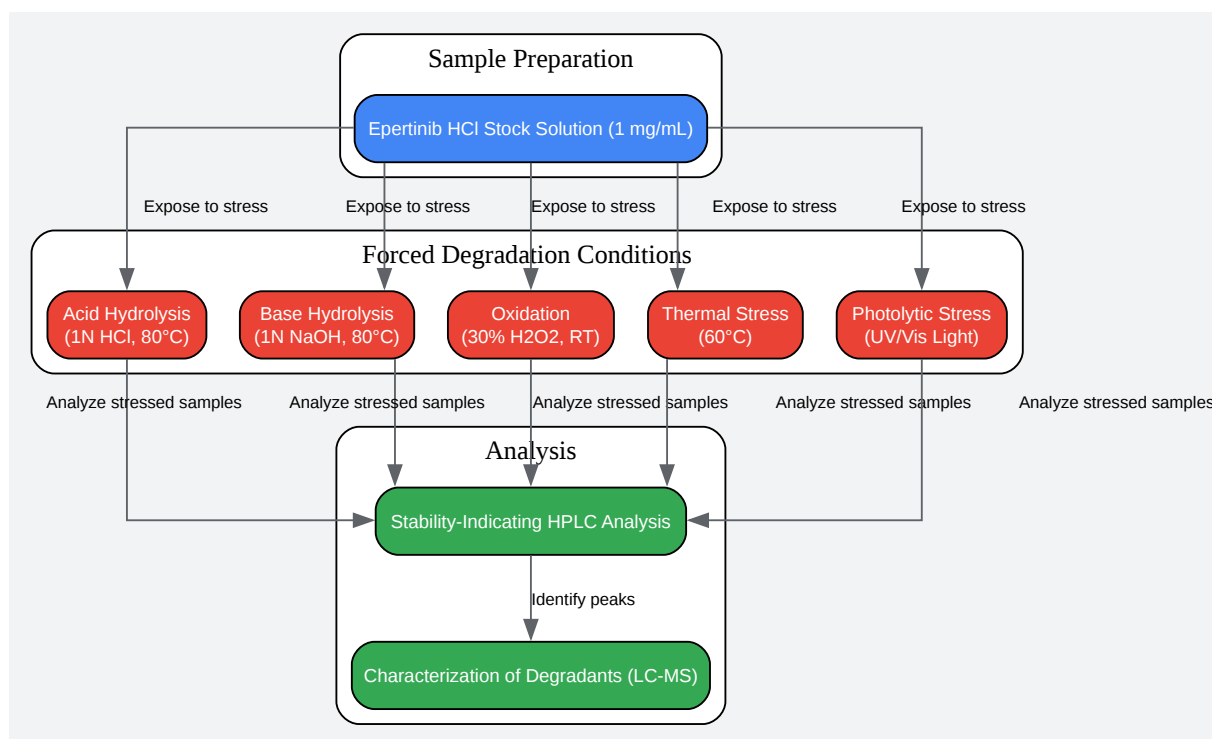 Sample Preparation
Epertinib HCl Stock Solution (1 mg/mL)
Expose to stress
Expose to stress
Expose to stress
Expose to stress
Expose to stress
Forced Degradation Conditions
Acid Hydrolysis
(1N HCl, 80°C)
Base Hydrolysis
(1N NaOH, 80°C)
Oxidation
(30% H2O2, RT)
Thermal Stress
(60°C)
Photolytic Stress
(UV/Vis Light)
Analyze stressed samples
Analyze stressed samples
Analyze stressed samples
Analyze stressed samples
Analyze stressed samples
Analysis
Stability-Indicating HPLC Analysis
Identify peaks
Characterization of Degradants (LC-MS)